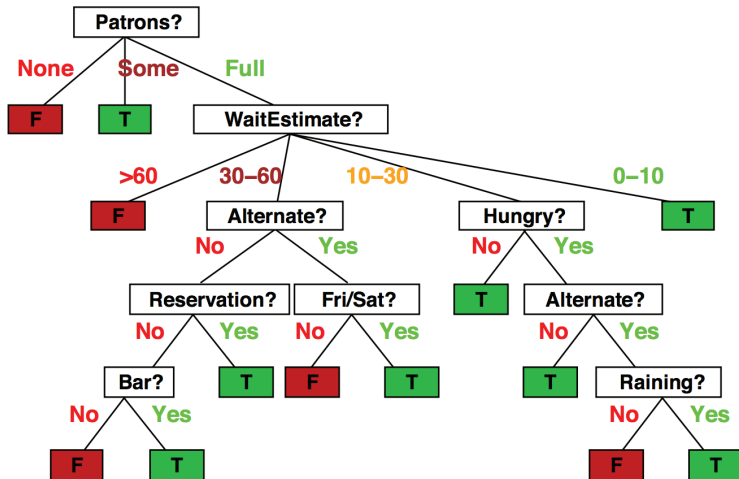 Patrons?
None Some Full
F T WaitEstimate?
>60 30–60 10–30 0–10
F Alternate? Hungry? T
No Yes No Yes
Reservation? Fri/Sat? T Alternate?
No Yes No Yes No Yes
Bar? T F T T Raining?
No Yes No Yes
F T F T